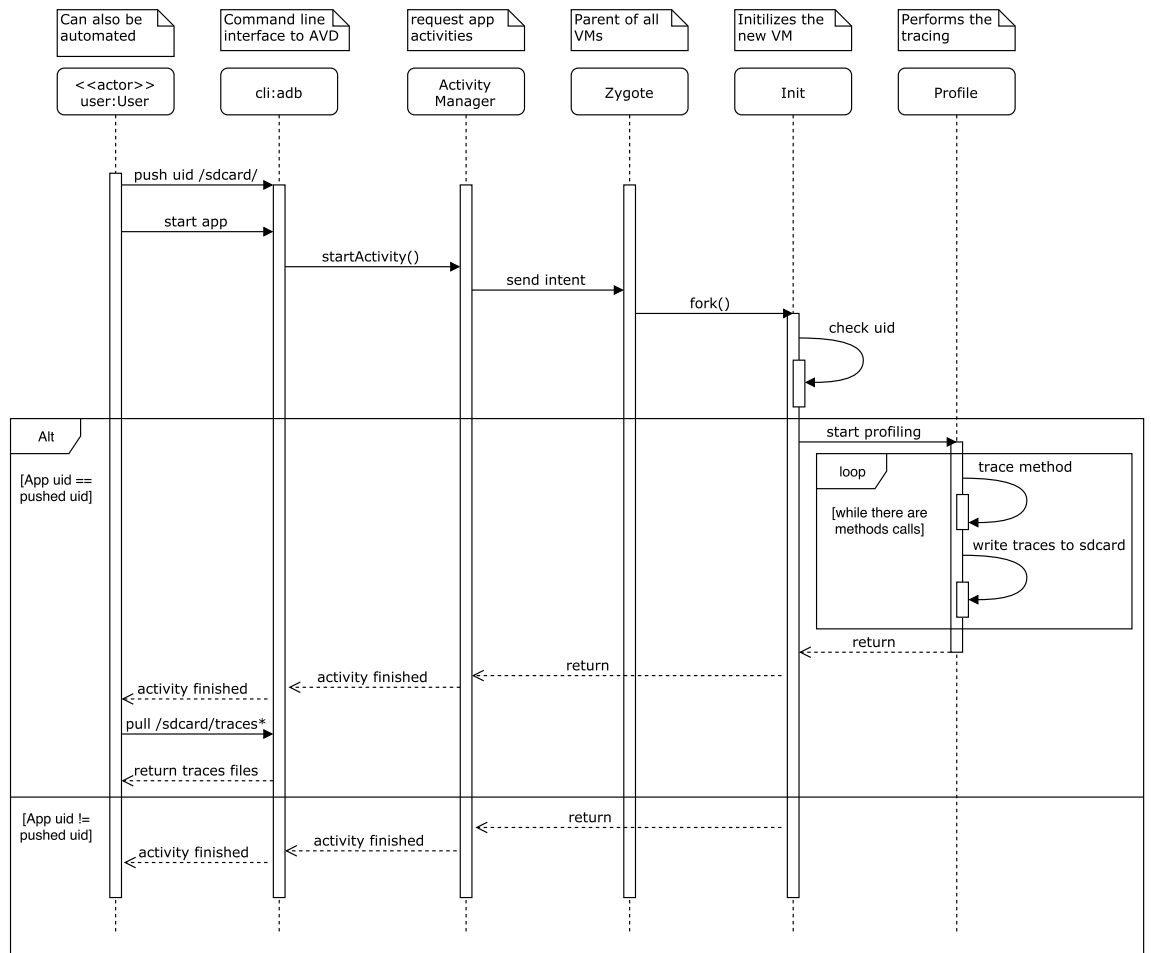 Can also be
automated
Command line
interface to AVD
request app
activities
Parent of all
VMs
Initilizes the
new VM
Performs the
tracing
<<actor>>
user:User
cli:adb
Activity
Manager
Zygote
Init
Profile
push uid /sdcard/
start app
startActivity()
send intent
fork()
check uid
Alt
[App uid ==
pushed uid]
start profiling
loop
[while there are
methods calls]
trace method
write traces to sdcard
return
return
activity finished
activity finished
pull /sdcard/traces*
return traces files
[App uid !=
pushed uid]
return
activity finished
activity finished